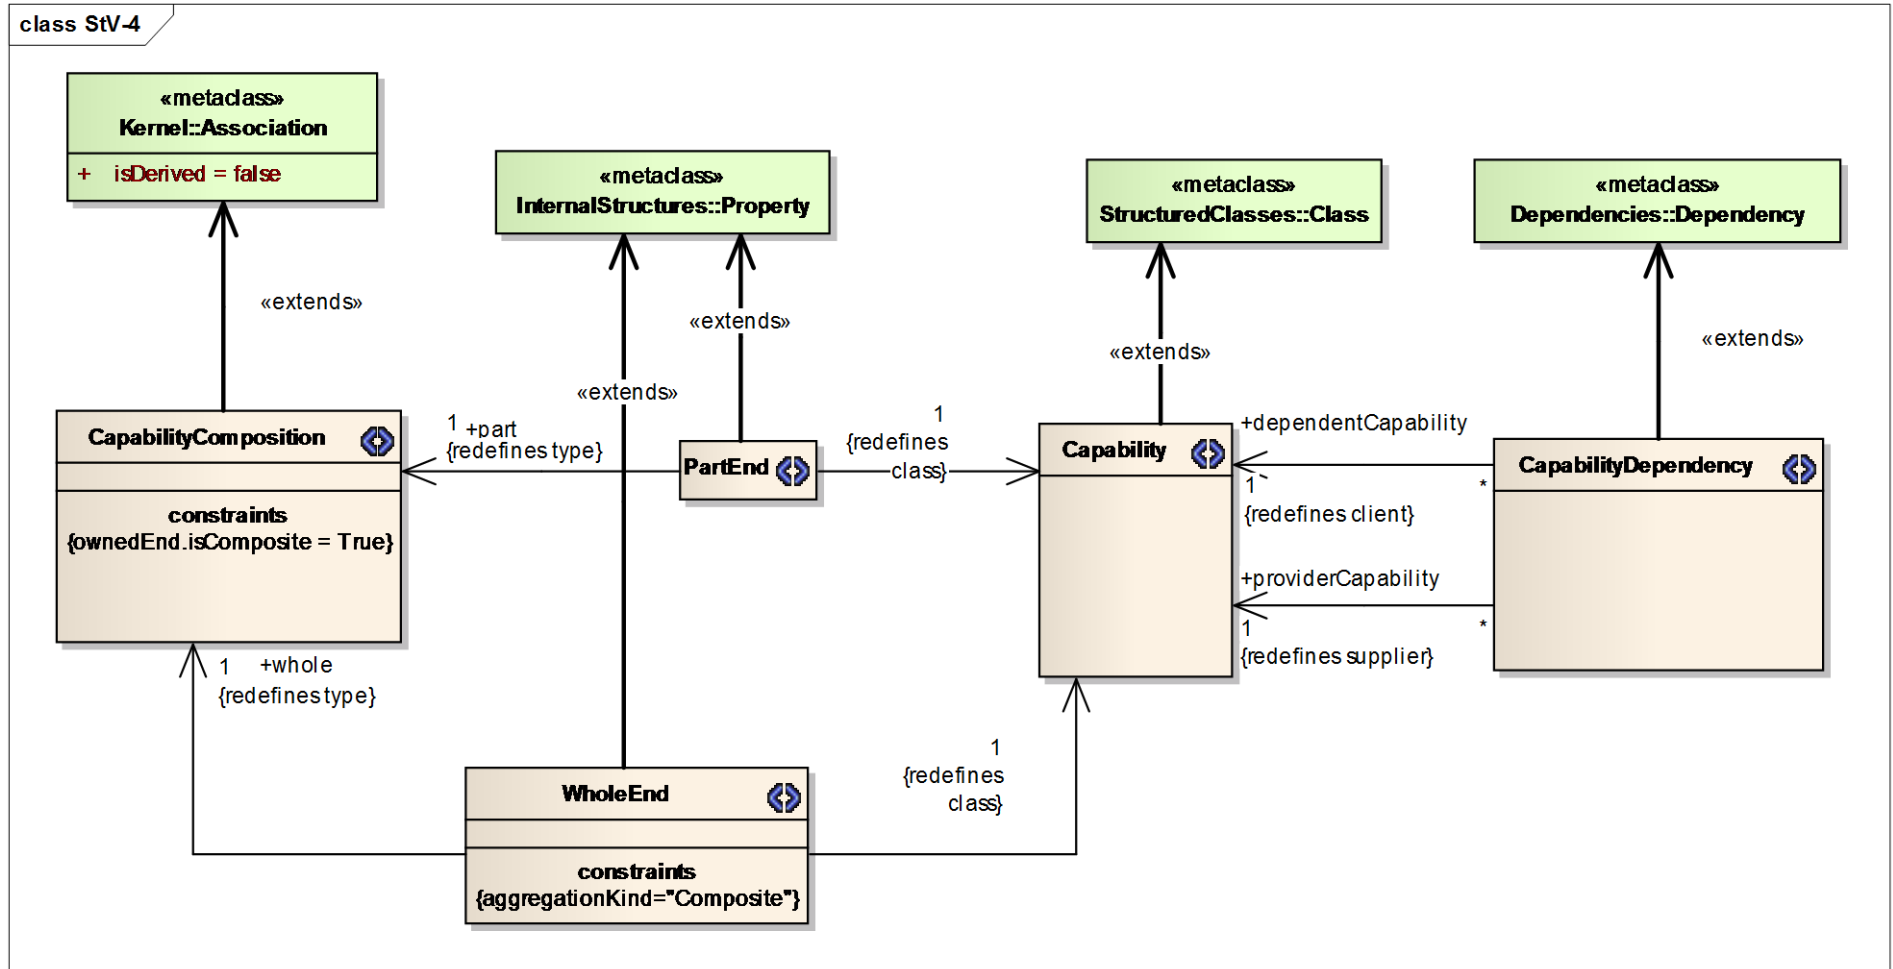 class StV-4
«metaclass»
Kernel::Association
+ isDerived = false
«metaclass»
InternalStructures::Property
«metaclass»
StructuredClasses::Class
«metaclass»
Dependencies::Dependency
«extends»
«extends»
«extends»
«extends»
«extends»
CapabilityComposition
constraints
{ownedEnd.isComposite = True}
1
+part
{redefines type}
PartEnd
1
{redefines
class}
Capability
+dependentCapability
1
*
{redefines client}
+providerCapability
1
*
{redefines supplier}
CapabilityDependency
1
+whole
{redefines type}
WholeEnd
constraints
{aggregationKind="Composite"}
1
{redefines
class}